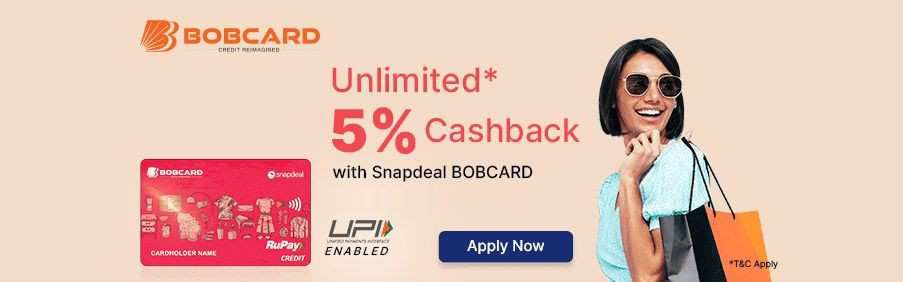 BOBCARD
CREDIT REIMAGINED
Unlimited*
5% Cashback
with Snapdeal BOBCARD
BOBCARD
snapdeal
CARDHOLDER NAME
RuPay
CREDIT
UPI
UNIFIED PAYMENTS INTERFACE
ENABLED
Apply Now
*T&C Apply